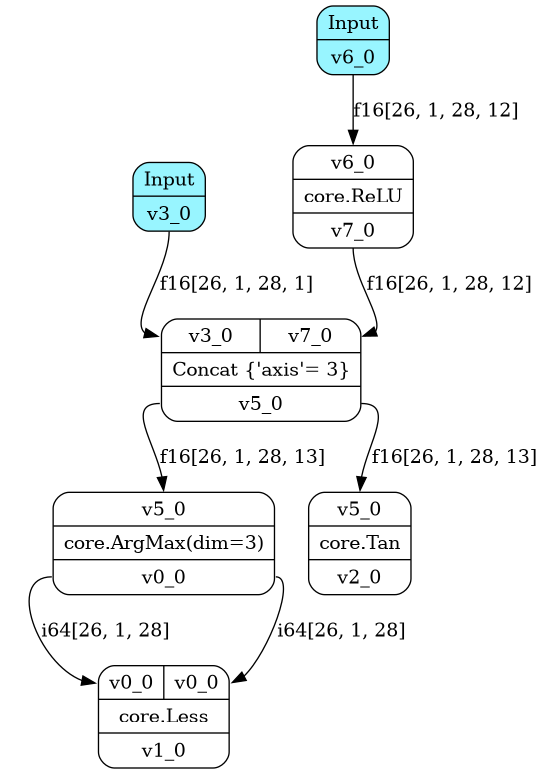 Input
v6_0
f16[26, 1, 28, 12]
v6_0
core.ReLU
v7_0
Input
v3_0
f16[26, 1, 28, 1]
f16[26, 1, 28, 12]
v3_0 v7_0
Concat {'axis'= 3}
v5_0
f16[26, 1, 28, 13]
f16[26, 1, 28, 13]
v5_0
core.ArgMax(dim=3)
v0_0
v5_0
core.Tan
v2_0
i64[26, 1, 28]
i64[26, 1, 28]
v0_0 v0_0
core.Less
v1_0